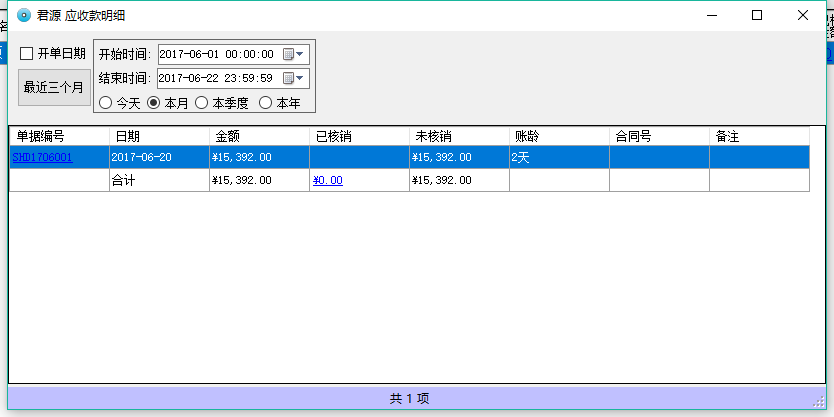 君源 应收款明细
开单日期
开始时间: 2017-06-01 00:00:00
最近三个月
结束时间: 2017-06-22 23:59:59
今天 本月 本季度 本年
单据编号 日期 金额 已核销 未核销 账龄 合同号 备注
SHD1706001 2017-06-20 ¥15,392.00 ¥15,392.00 2天
合计 ¥15,392.00 ¥0.00 ¥15,392.00
共 1 项